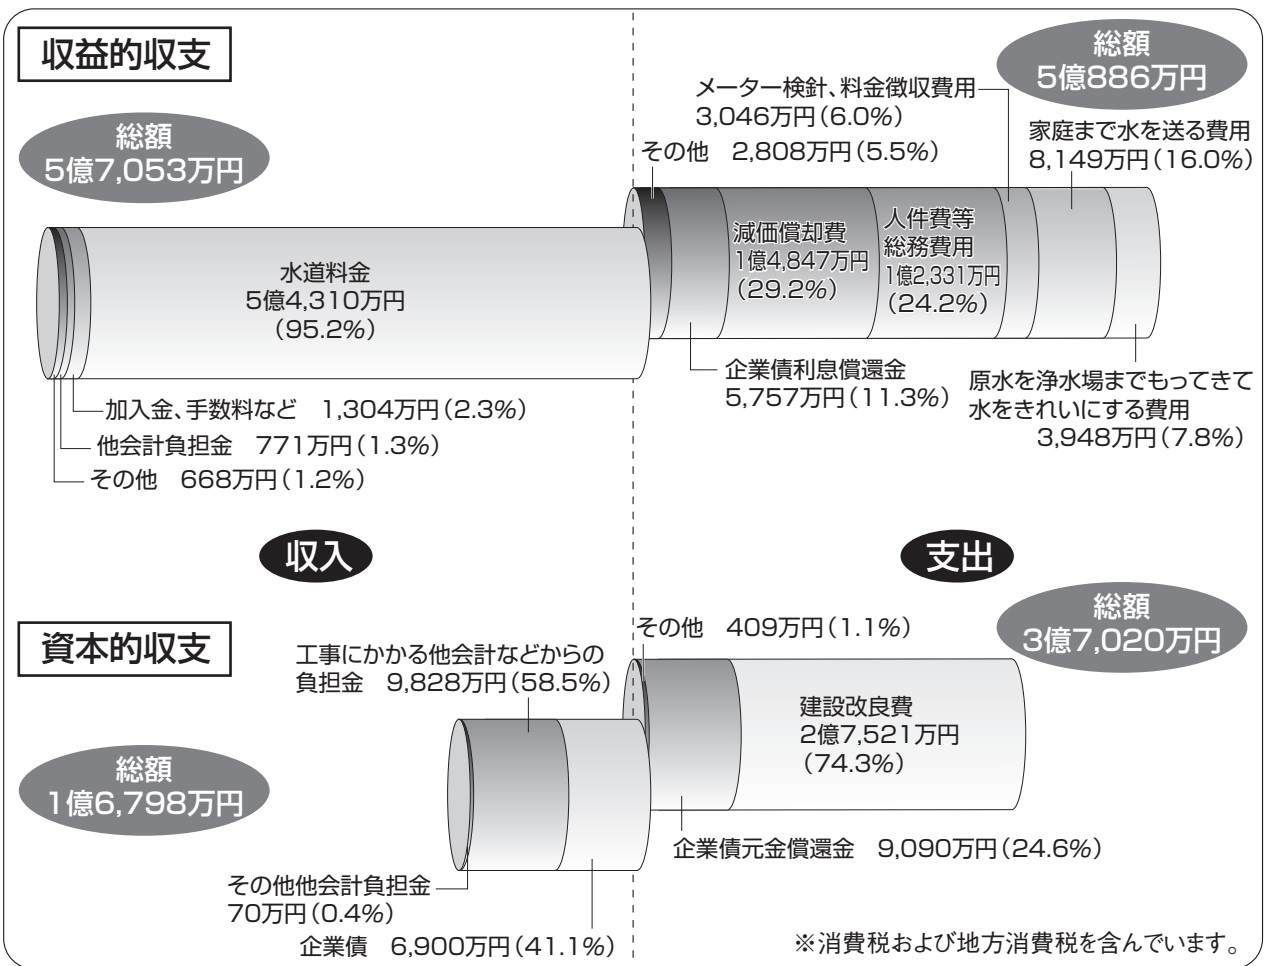 収益的収支
総額
5億7,053万円
水道料金
5億4,310万円
(95.2%)
加入金、手数料など 1,304万円(2.3%)
他会計負担金 771万円(1.3%)
その他 668万円(1.2%)
総額
5億886万円
メーター検針、料金徴収費用
3,046万円(6.0%)
その他 2,808万円(5.5%)
家庭まで水を送る費用
8,149万円(16.0%)
減価償却費
1億4,847万円
(29.2%)
人件費等
総務費用
1億2,331万円
(24.2%)
企業債利息償還金
5,757万円(11.3%)
原水を浄水場までもってきて
水をきれいにする費用
3,948万円(7.8%)
収入
支出
資本的収支
総額
1億6,798万円
工事にかかる他会計などからの
負担金 9,828万円(58.5%)
その他他会計負担金
70万円(0.4%)
企業債 6,900万円(41.1%)
総額
3億7,020万円
その他 409万円(1.1%)
建設改良費
2億7,521万円
(74.3%)
企業債元金償還金 9,090万円(24.6%)
※消費税および地方消費税を含んでいます。